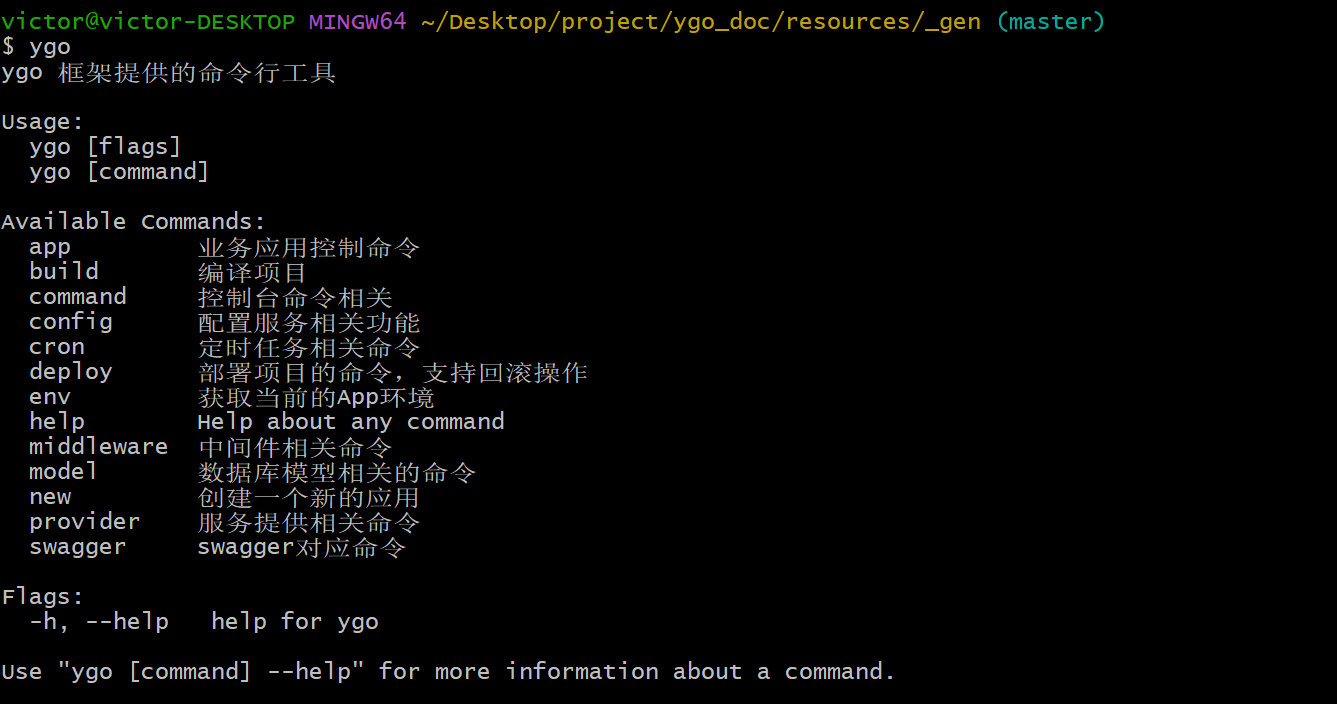 victor@victor-DESKTOP MINGW64 ~/Desktop/project/ygo_doc/resources/_gen (master)
$ ygo
ygo 框架提供的命令行工具
Usage:
ygo [flags]
ygo [command]
Available Commands:
app 业务应用控制命令
build 编译项目
command 控制台命令相关
config 配置服务相关功能
cron 定时任务相关命令
deploy 部署项目的命令，支持回滚操作
env 获取当前的App环境
help Help about any command
middleware 中间件相关命令
model 数据库模型相关的命令
new 创建一个新的应用
provider 服务提供相关命令
swagger swagger对应命令
Flags:
-h, --help help for ygo
Use "ygo [command] --help" for more information about a command.